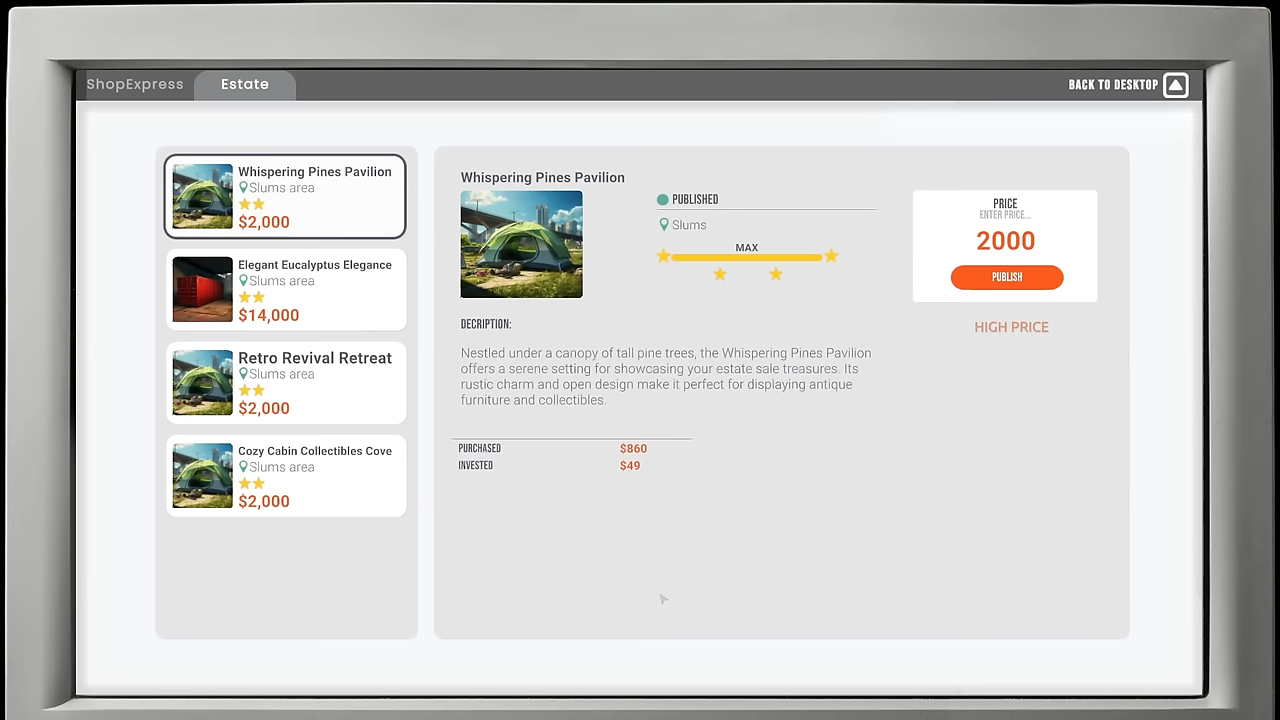 ShopExpress
Estate
BACK TO DESKTOP
Whispering Pines Pavilion
Slums area
$2,000
Elegant Eucalyptus Elegance
Slums area
$14,000
Retro Revival Retreat
Slums area
$2,000
Cozy Cabin Collectibles Cove
Slums area
$2,000
Whispering Pines Pavilion
PUBLISHED
Slums
MAX
PRICE
ENTER PRICE...
2000
PUBLISH
HIGH PRICE
DECRIPTION:
Nestled under a canopy of tall pine trees, the Whispering Pines Pavilion
offers a serene setting for showcasing your estate sale treasures. Its
rustic charm and open design make it perfect for displaying antique
furniture and collectibles.
PURCHASED $860
INVESTED $49